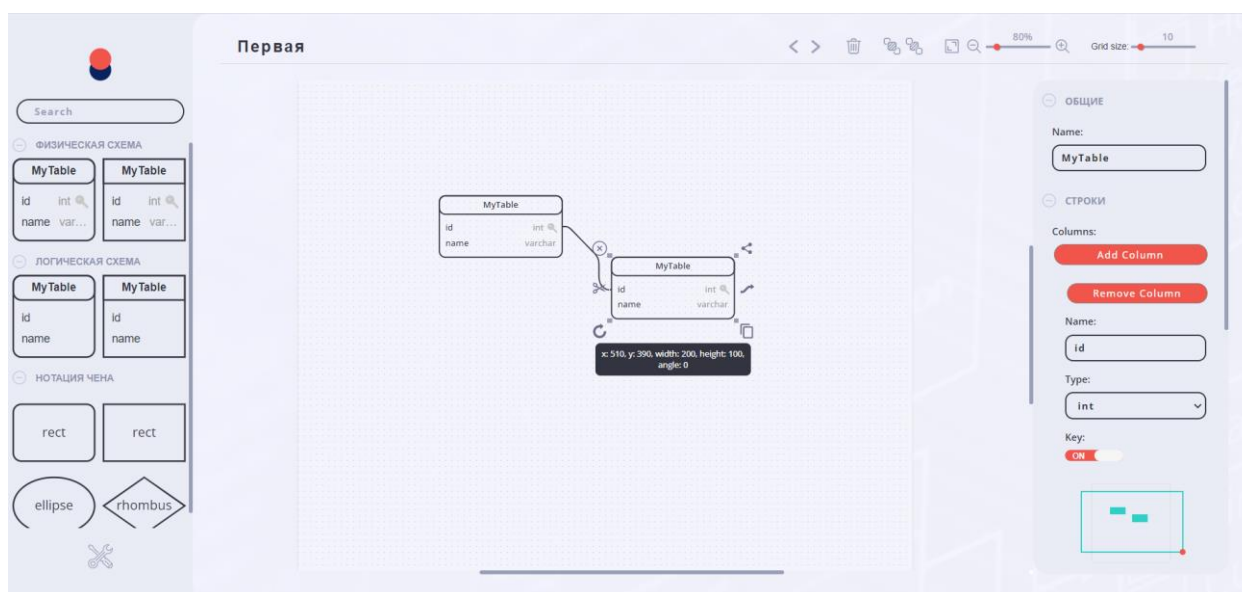 Первая
80%
Grid size:
10
Search
ФИЗИЧЕСКАЯ СХЕМА
MyTable
id int
name var...
MyTable
id int
name var...
ЛОГИЧЕСКАЯ СХЕМА
MyTable
id
name
MyTable
id
name
НОТАЦИЯ ЧЕНА
rect
rect
ellipse
rhombus
MyTable
id int
name varchar
MyTable
id int
name varchar
x: 510, y: 390, width: 200, height: 100,
angle: 0
ОБЩИЕ
Name:
MyTable
СТРОКИ
Columns:
Add Column
Remove Column
Name:
id
Type:
int
Key:
ON